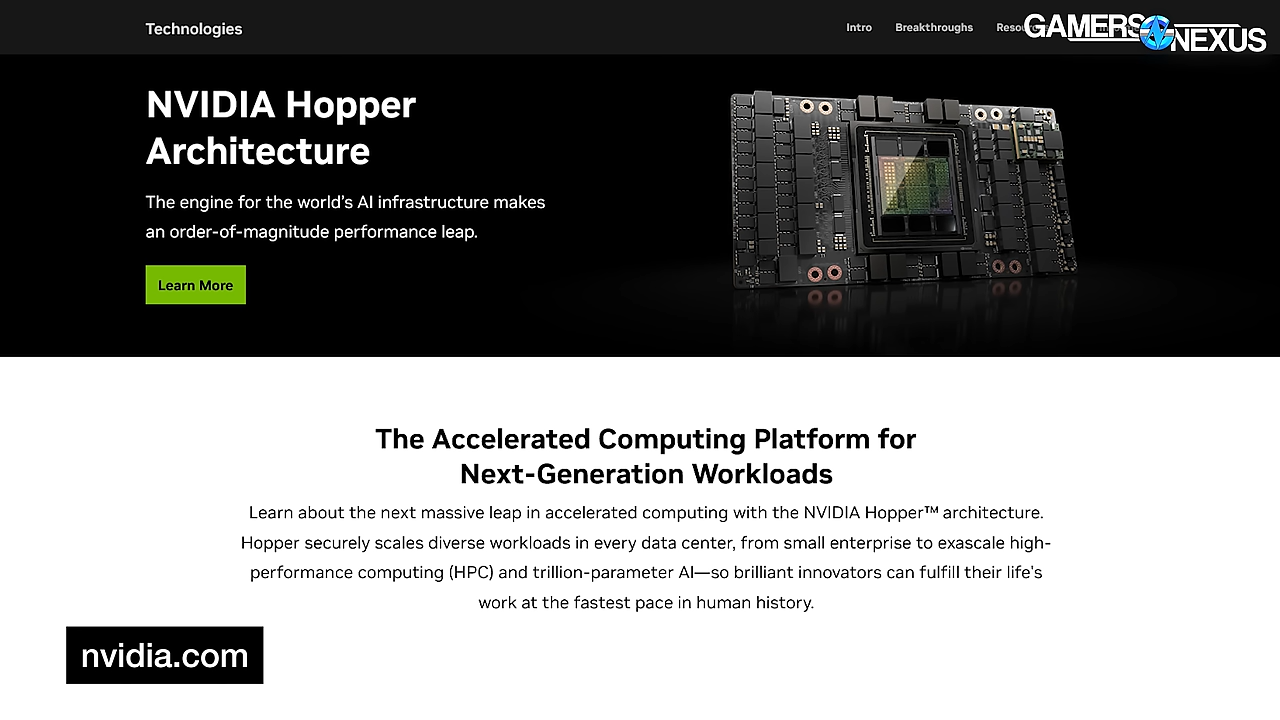 Technologies
Intro
Breakthroughs
GAMERS NEXUS
NVIDIA Hopper
Architecture
The engine for the world's AI infrastructure makes
an order-of-magnitude performance leap.
Learn More
The Accelerated Computing Platform for
Next-Generation Workloads
Learn about the next massive leap in accelerated computing with the NVIDIA Hopper™ architecture.
Hopper securely scales diverse workloads in every data center, from small enterprise to exascale high-
performance computing (HPC) and trillion-parameter AI—so brilliant innovators can fulfill their life's
work at the fastest pace in human history.
nvidia.com